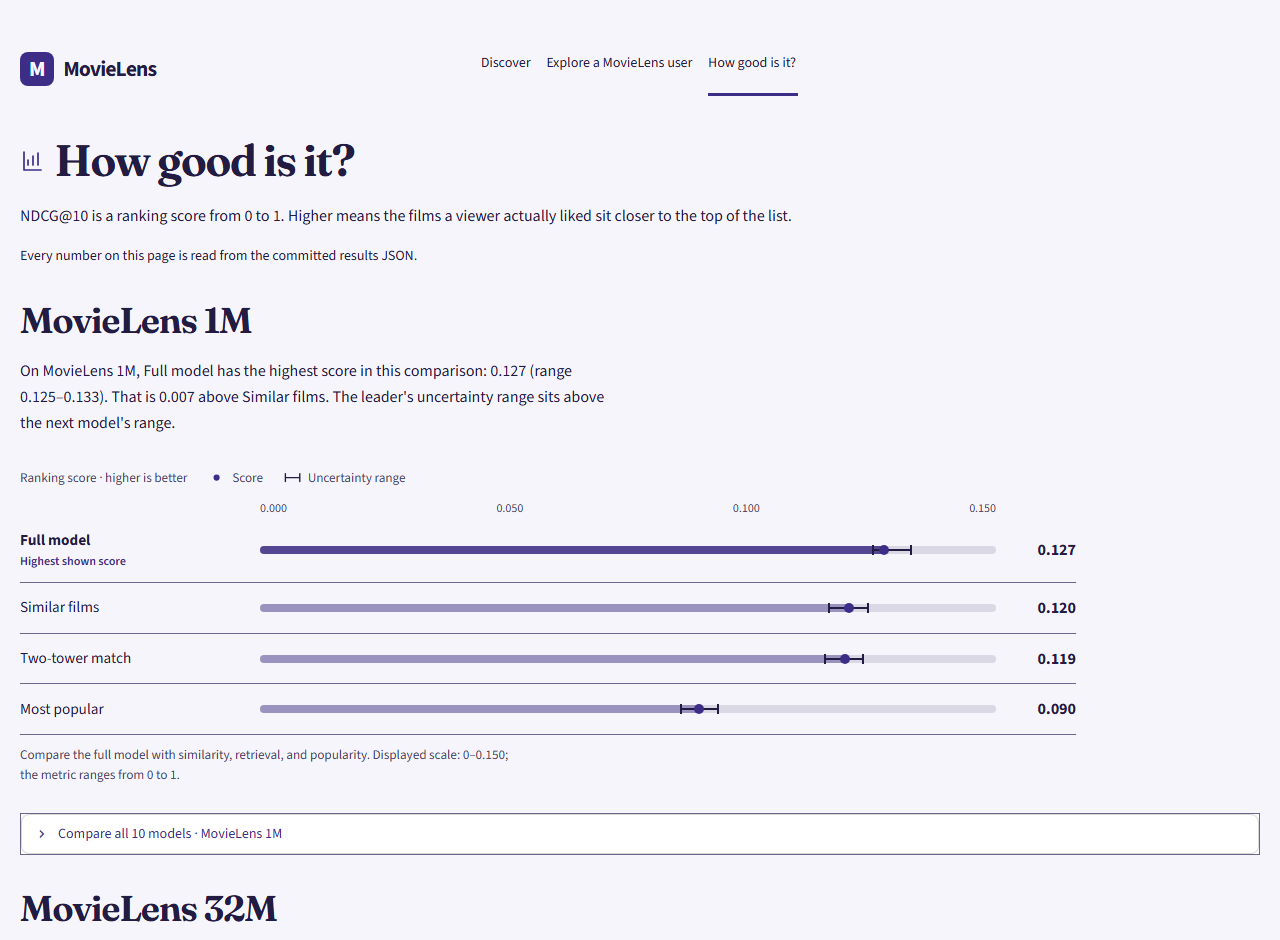 M MovieLens
Discover Explore a MovieLens user How good is it?
How good is it?
NDCG@10 is a ranking score from 0 to 1. Higher means the films a viewer actually liked sit closer to the top of the list.
Every number on this page is read from the committed results JSON.
MovieLens 1M
On MovieLens 1M, Full model has the highest score in this comparison: 0.127 (range
0.125–0.133). That is 0.007 above Similar films. The leader's uncertainty range sits above
the next model's range.
Ranking score · higher is better Score Uncertainty range
0.000 0.050 0.100 0.150
Full model
Highest shown score
0.127
Similar films 0.120
Two-tower match 0.119
Most popular 0.090
Compare the full model with similarity, retrieval, and popularity. Displayed scale: 0–0.150;
the metric ranges from 0 to 1.
Compare all 10 models · MovieLens 1M
MovieLens 32M